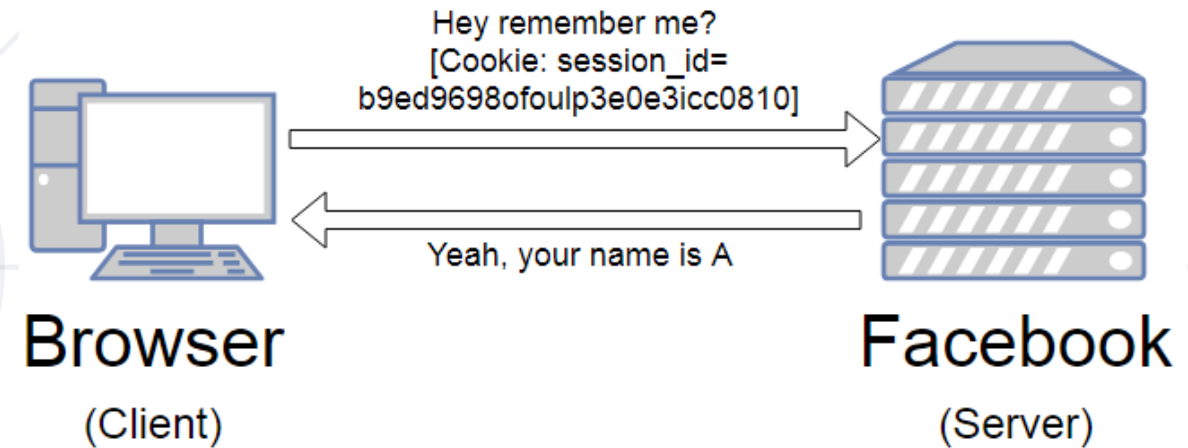 Hey remember me?
[Cookie: session_id=
b9ed9698ofoulp3e0e3icc0810]
Yeah, your name is A
Browser
(Client)
Facebook
(Server)